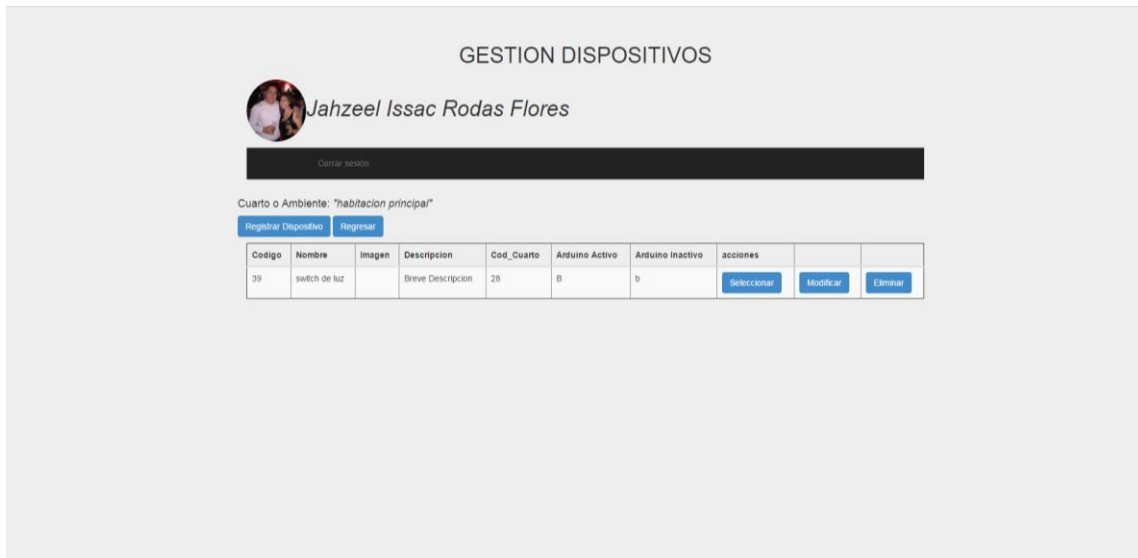 GESTION DISPOSITIVOS
Jahzeel Issac Rodas Flores
Cerrar sesión
Cuarto o Ambiente: "habitacion principal"
Registrar Dispositivo Regresar
Codigo Nombre Imagen Descripcion Cod_Cuarto Arduino Activo Arduino Inactivo acciones
39 switch de luz Breve Descripcion 28 B b Seleccionar Modificar Eliminar